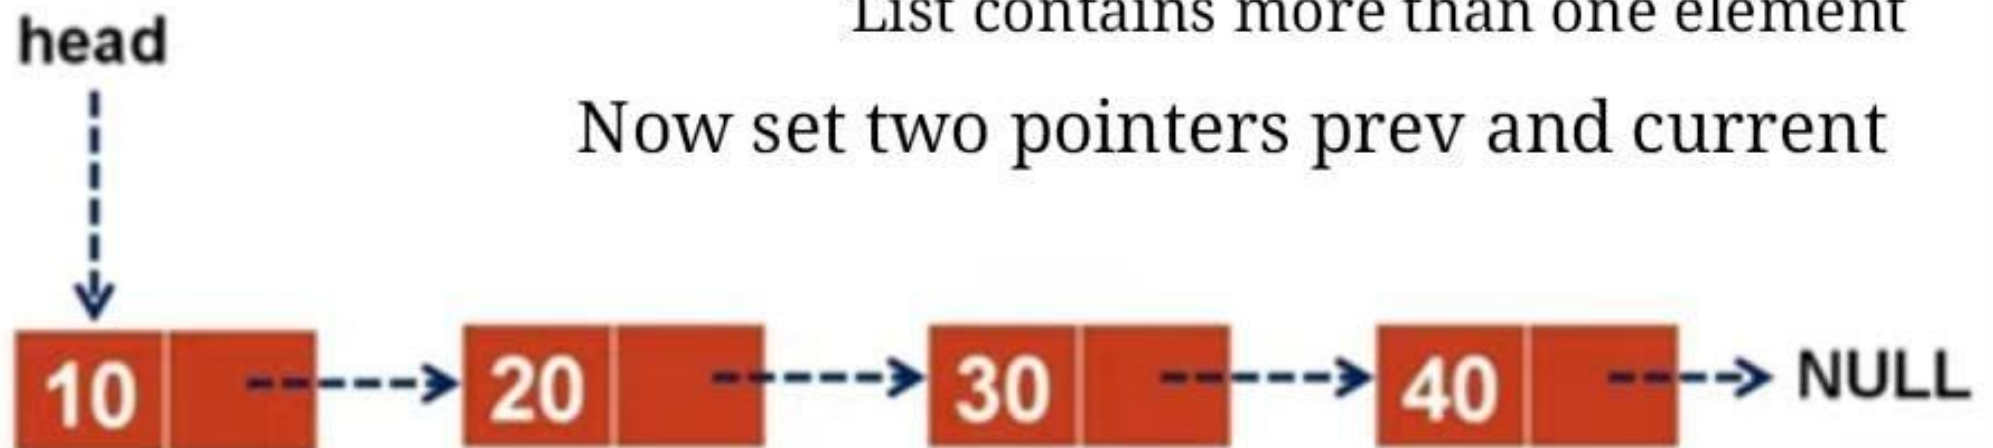 head
List contains more than one element
Now set two pointers prev and current
10 20 30 40 NULL